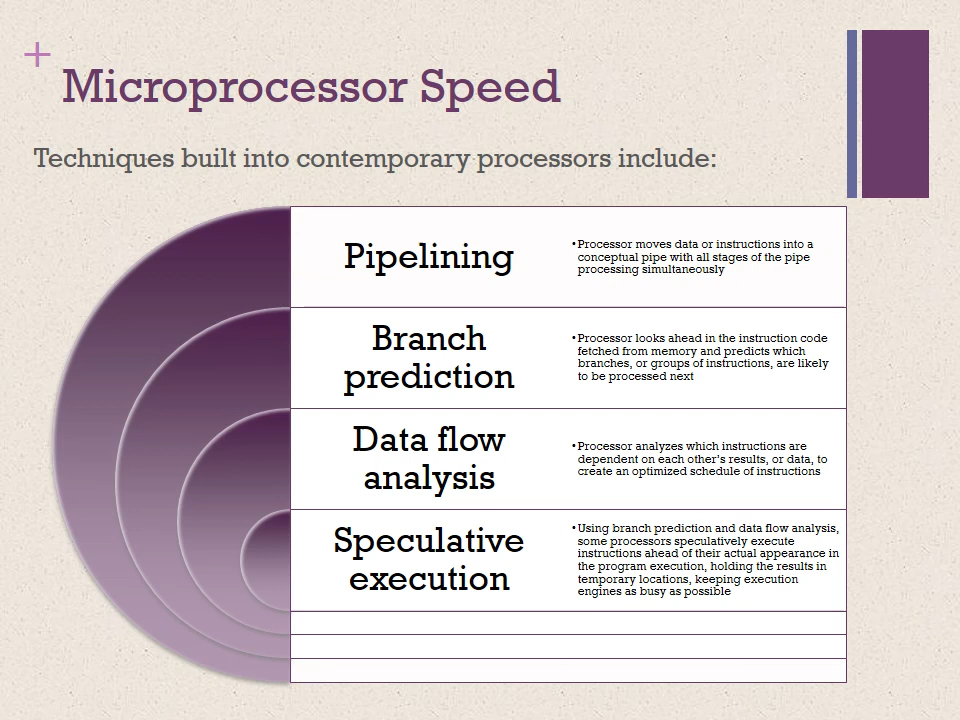 +
Microprocessor Speed
Techniques built into contemporary processors include:
Pipelining
•Processor moves data or instructions into a
conceptual pipe with all stages of the pipe
processing simultaneously
Branch
prediction
•Processor looks ahead in the instruction code
fetched from memory and predicts which
branches, or groups of instructions, are likely
to be processed next
Data flow
analysis
•Processor analyzes which instructions are
dependent on each other's results, or data, to
create an optimized schedule of instructions
Speculative
execution
•Using branch prediction and data flow analysis,
some processors speculatively execute
instructions ahead of their actual appearance in
the program execution, holding the results in
temporary locations, keeping execution
engines as busy as possible